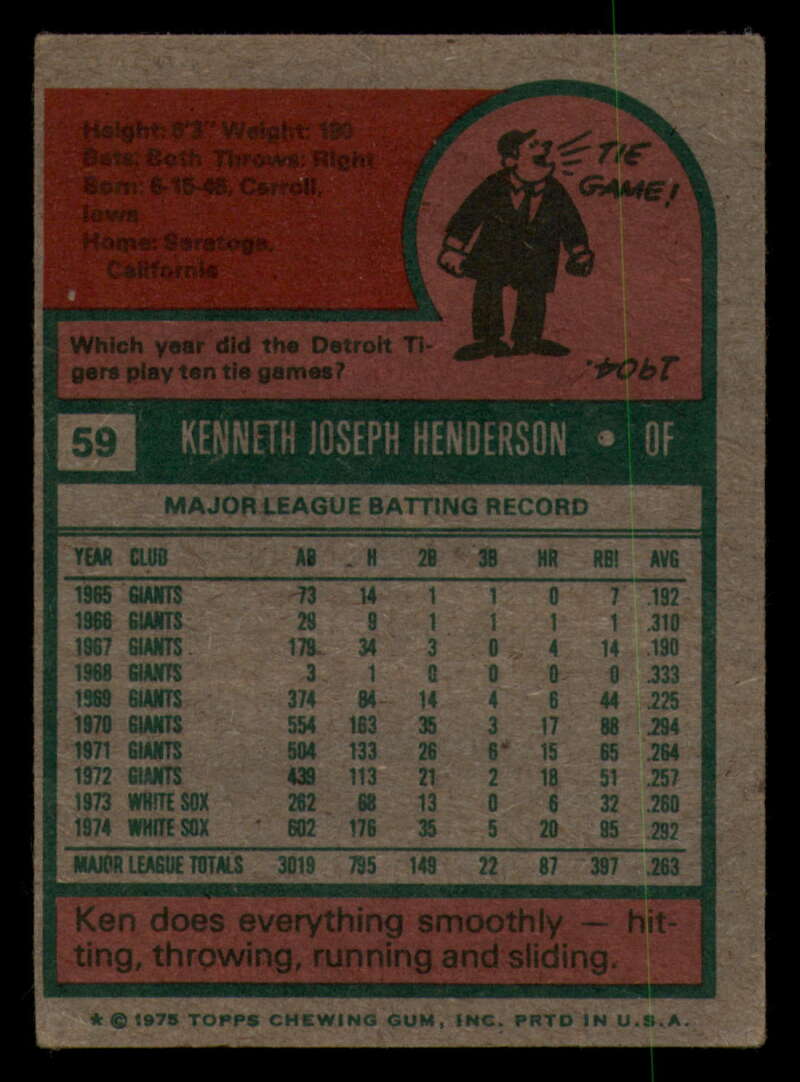 Height: 6'3" Weight: 190
Bats: Both Throws: Right
Born: 6-15-46, Carroll,
Iowa
Home: Saratoga,
California
TIE
GAME!
Which year did the Detroit Ti-
gers play ten tie games?
1904.
59 KENNETH JOSEPH HENDERSON • OF
MAJOR LEAGUE BATTING RECORD
YEAR CLUB AB H 2B 3B HR RBI AVG
1965 GIANTS 73 14 1 1 0 7 .192
1966 GIANTS 29 9 1 1 1 1 .310
1967 GIANTS 179 34 3 0 4 14 .190
1968 GIANTS 3 1 0 0 0 0 .333
1969 GIANTS 374 84 14 4 6 44 .225
1970 GIANTS 554 163 35 3 17 88 .294
1971 GIANTS 504 133 26 6 15 65 .264
1972 GIANTS 439 113 21 2 18 51 .257
1973 WHITE SOX 262 68 13 0 6 32 .260
1974 WHITE SOX 602 176 35 5 20 95 .292
MAJOR LEAGUE TOTALS 3019 795 149 22 87 397 .263
Ken does everything smoothly — hit-
ting, throwing, running and sliding.
* © 1975 TOPPS CHEWING GUM, INC. PRTD IN U.S.A.